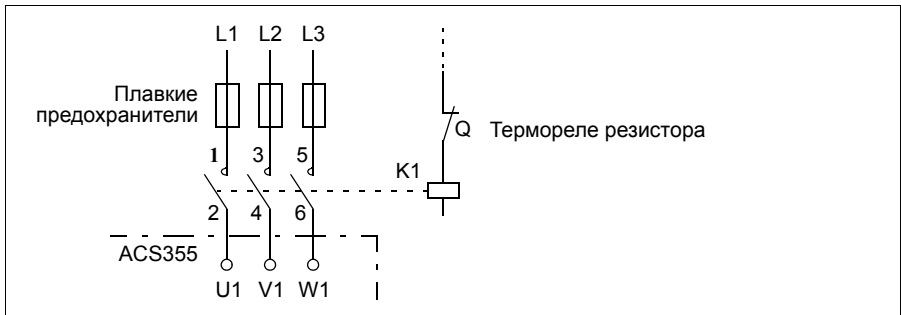 L1 L2 L3
Плавкие
предохранители
Q Термореле резистора
1 3 5
K1
2 4 6
ACS355
U1 V1 W1